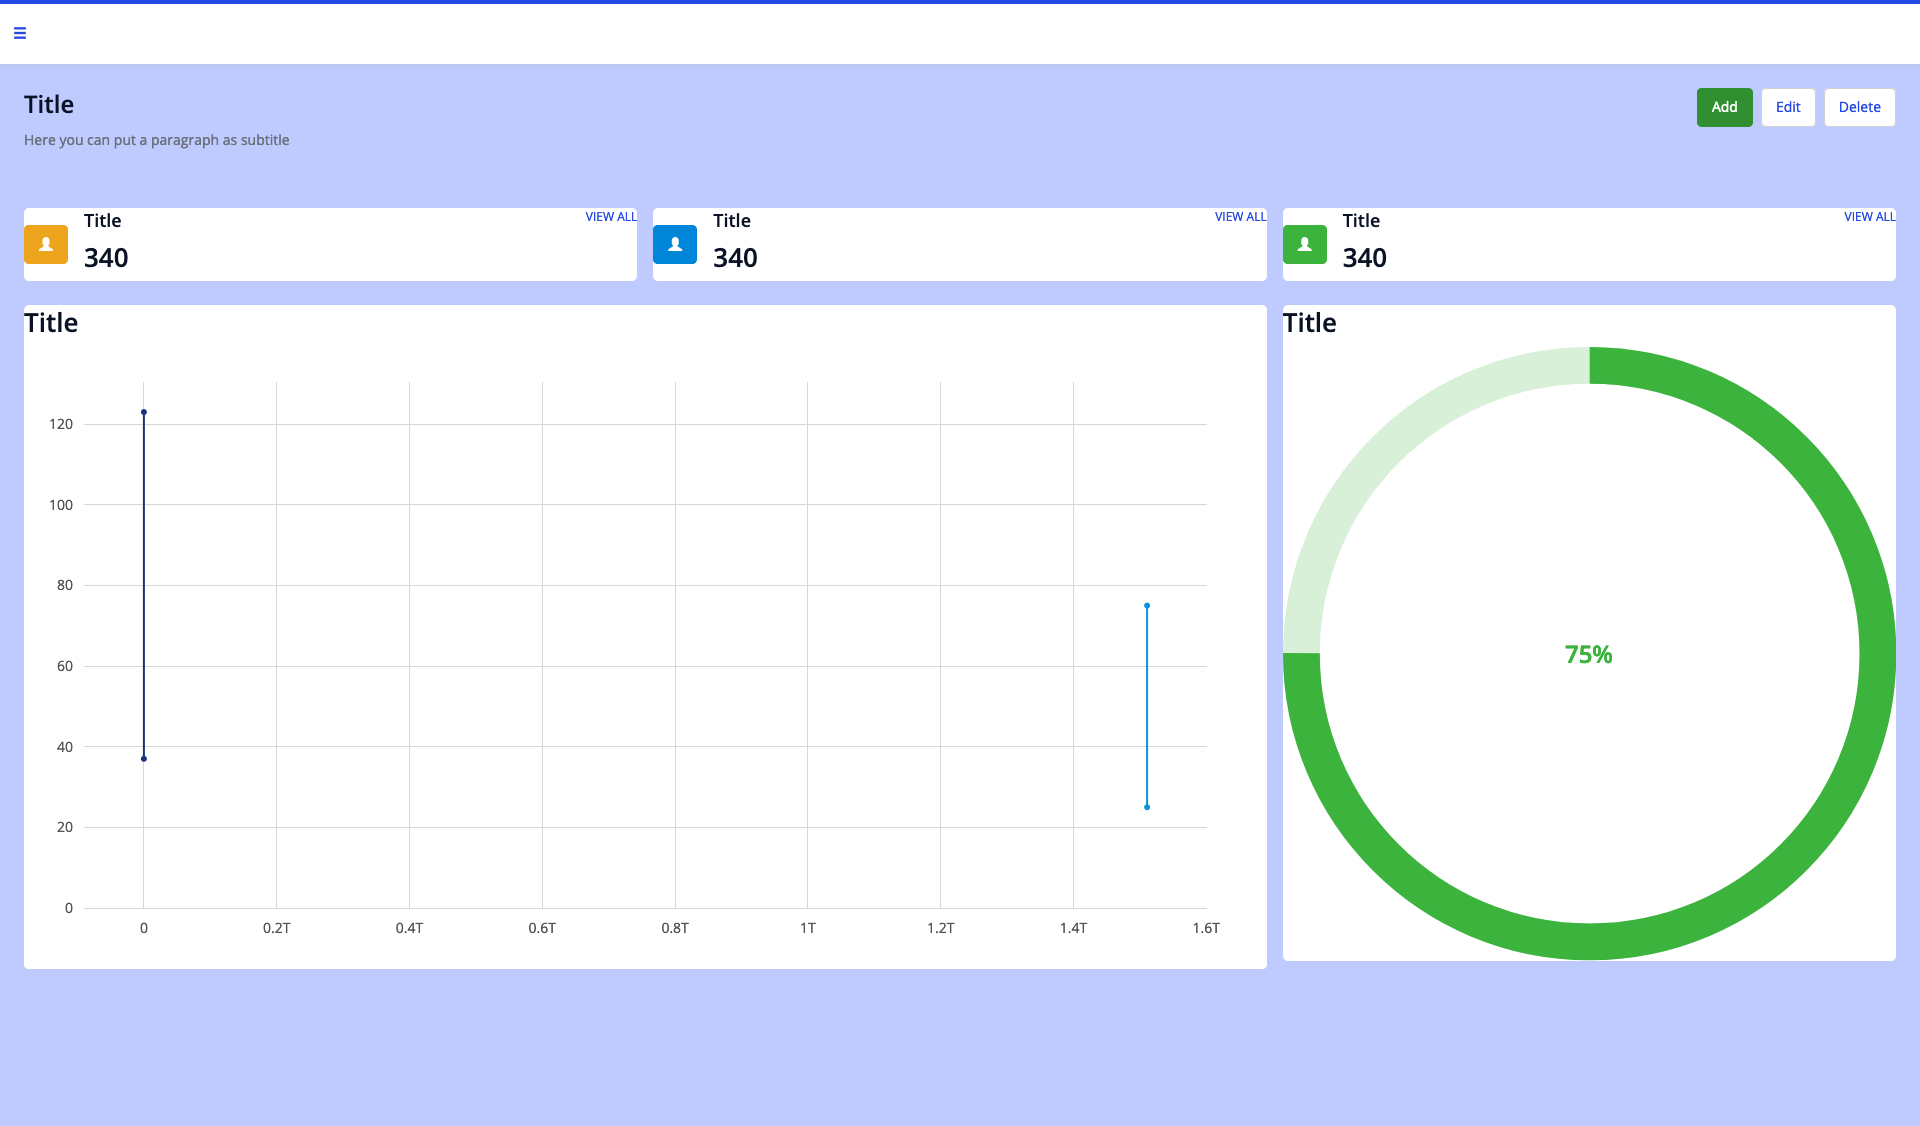 Title
Here you can put a paragraph as subtitle
Add
Edit
Delete
Title
VIEW ALL
340
Title
VIEW ALL
340
Title
VIEW ALL
340
Title
120
100
80
60
40
20
0
0 0.2T 0.4T 0.6T 0.8T 1T 1.2T 1.4T 1.6T
Title
75%